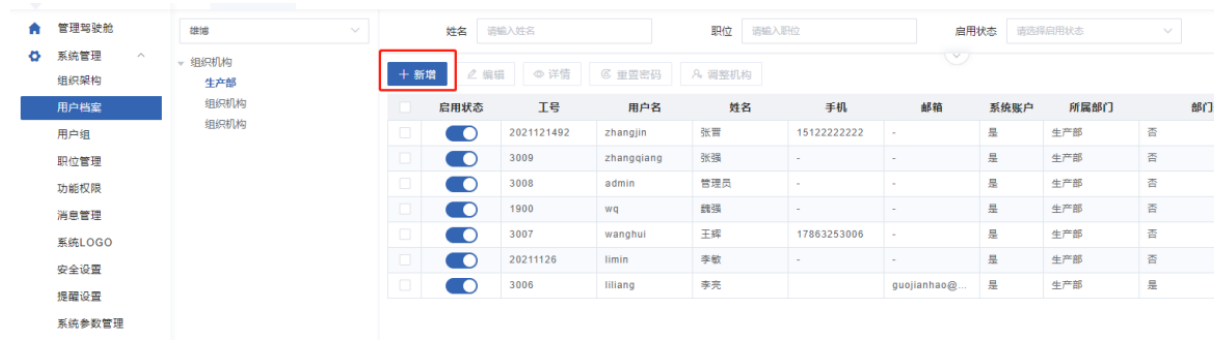 管理驾驶舱
系统管理
组织架构
用户档案
用户组
职位管理
功能权限
消息管理
系统LOGO
安全设置
提醒设置
系统参数管理
雄博
组织机构
生产部
组织机构
组织机构
姓名 请输入姓名 职位 请输入职位 启用状态 请选择启用状态
新增 编辑 详情 重置密码 调整机构
启用状态 工号 用户名 姓名 手机 邮箱 系统账户 所属部门 部门
2021121492 zhangjin 张晋 15122222222 - 是 生产部 否
3009 zhangqiang 张强 - - 是 生产部 否
3008 admin 管理员 - - 是 生产部 否
1900 wq 魏强 - - 是 生产部 否
3007 wanghui 王辉 17863253006 - 是 生产部 否
20211126 limin 李敏 - - 是 生产部 否
3006 liliang 李亮 guojianhao@... 是 生产部 是